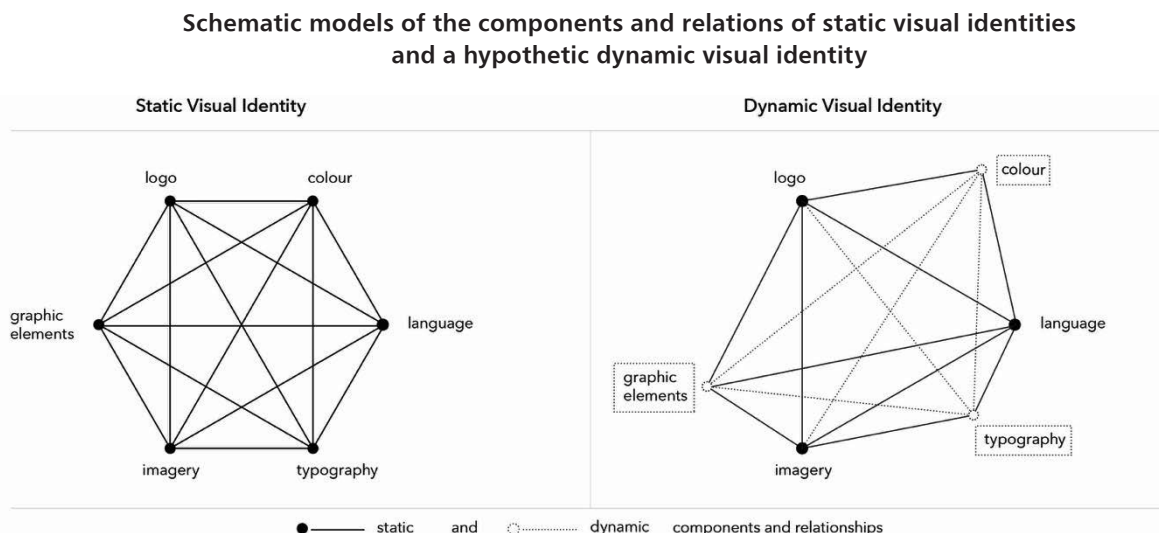 Schematic models of the components and relations of static visual identities
and a hypothetic dynamic visual identity
Static Visual Identity
Dynamic Visual Identity
logo
colour
graphic
elements
language
imagery
typography
logo
colour
language
graphic
elements
typography
imagery
static and dynamic components and relationships